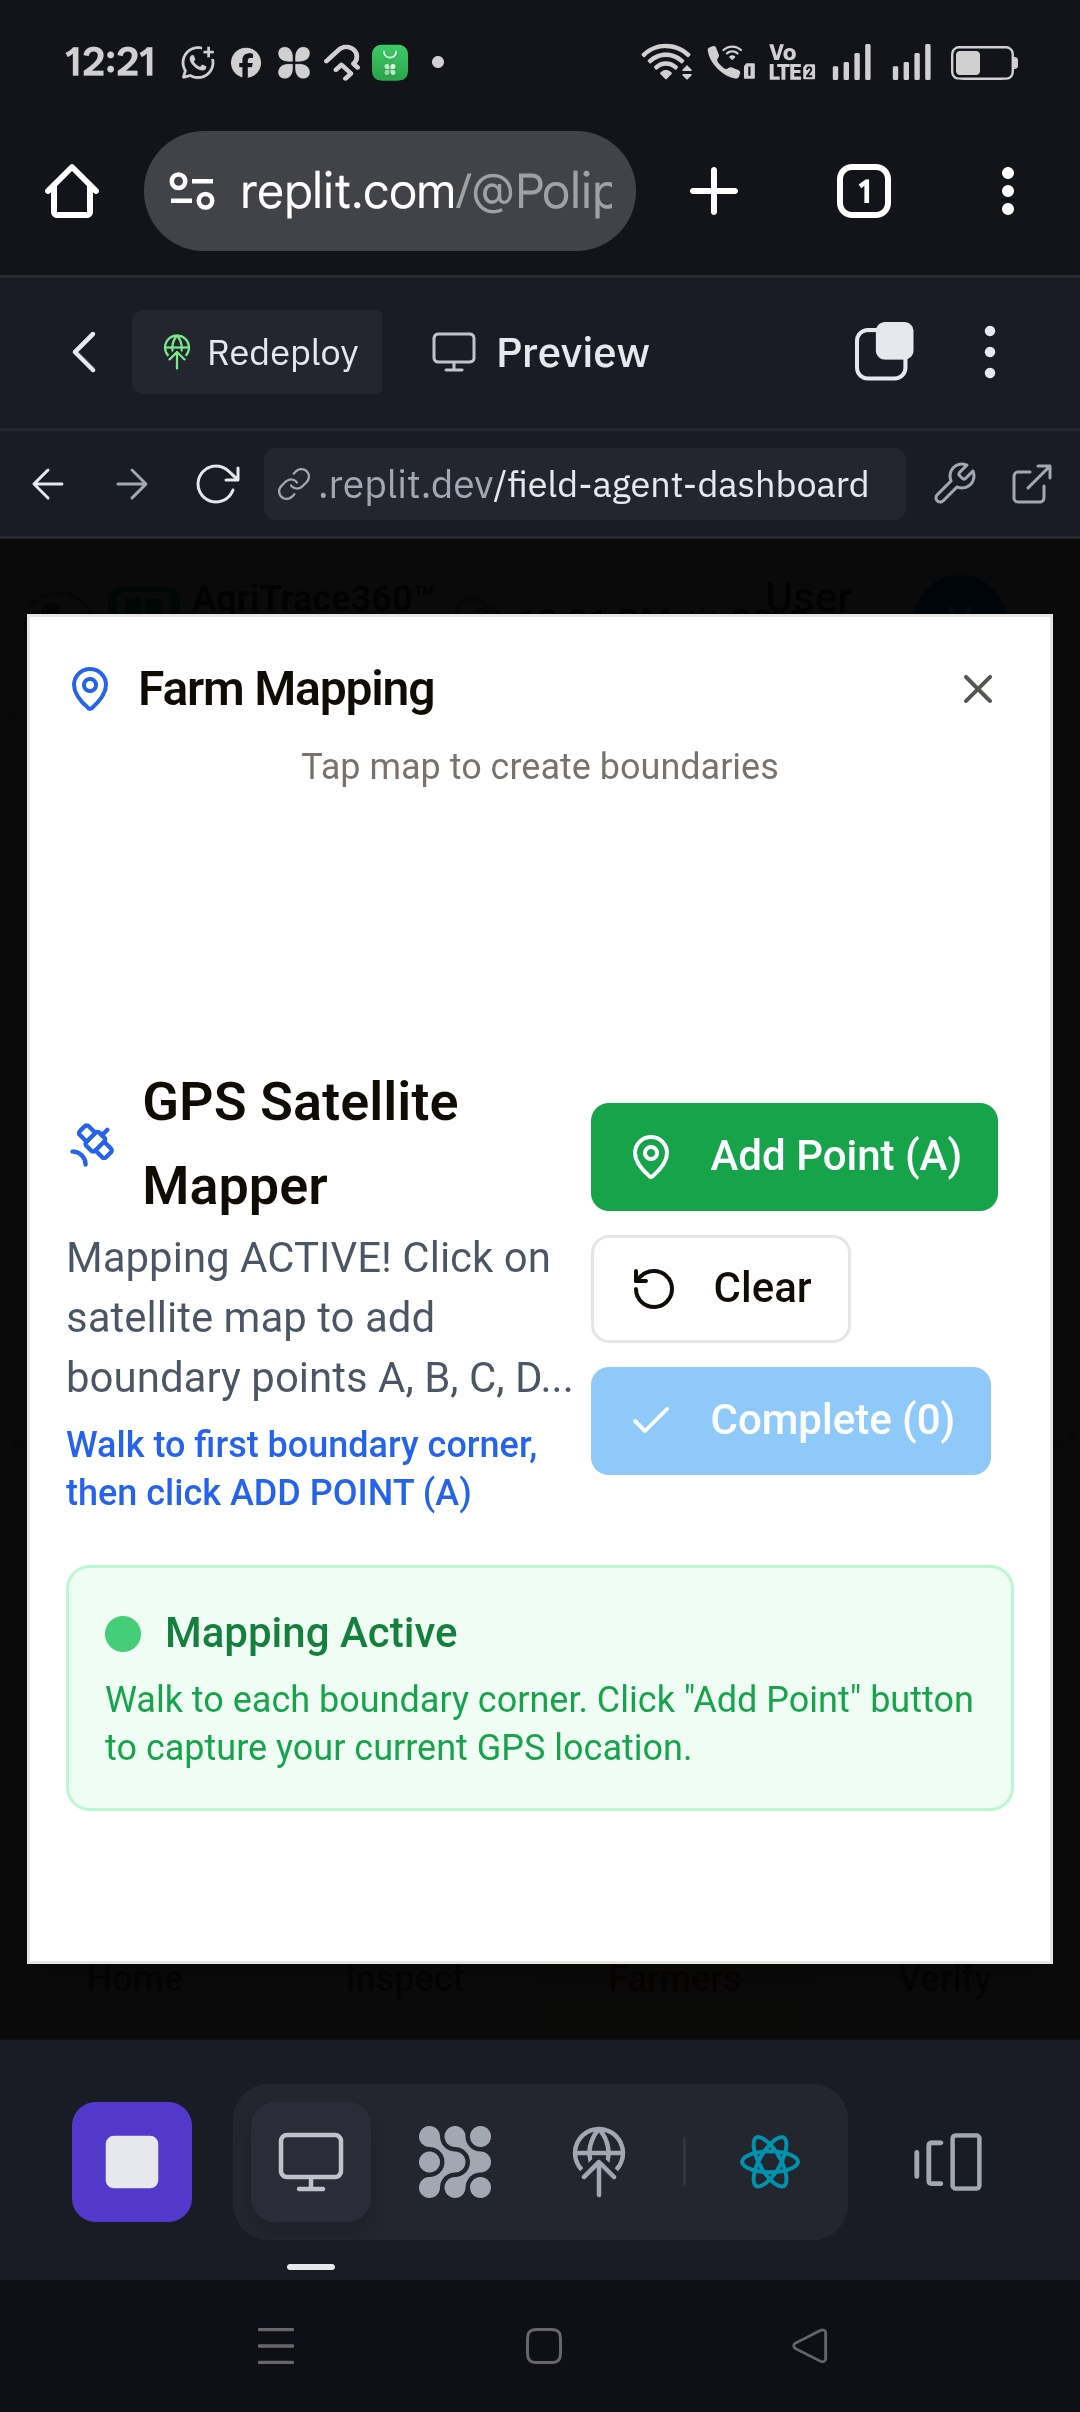 12:21
Vo
LTE2
replit.com/@Polip
1
Redeploy
Preview
.replit.dev/field-agent-dashboard
AgriTrace360™
User
Farm Mapping
Tap map to create boundaries
GPS Satellite
Mapper
Add Point (A)
Mapping ACTIVE! Click on
satellite map to add
boundary points A, B, C, D...
Clear
Complete (0)
Walk to first boundary corner,
then click ADD POINT (A)
Mapping Active
Walk to each boundary corner. Click "Add Point" button
to capture your current GPS location.
Home
Inspect
Farmers
Verify